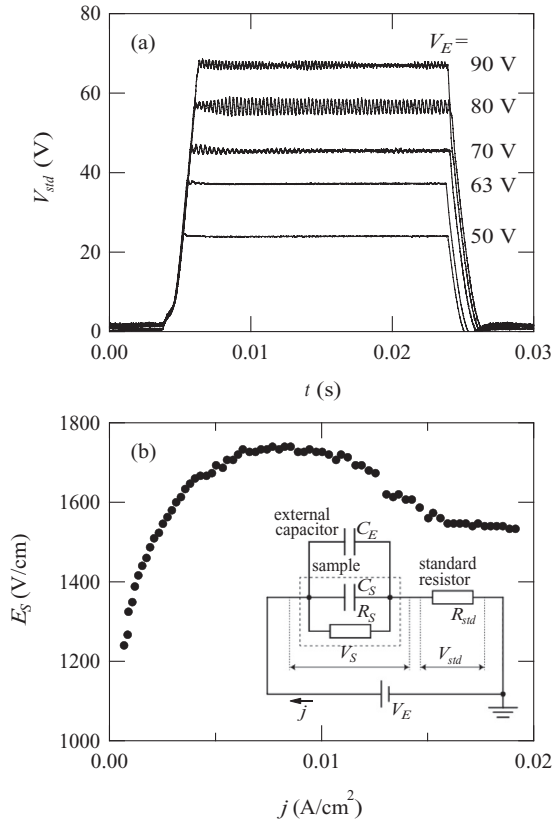 (a)
V_E =
90 V
80 V
70 V
63 V
50 V
80
60
40
20
0
V_std (V)
0.00
0.01
0.02
0.03
t (s)
(b)
1800
1600
1400
1200
1000
E_S (V/cm)
external
capacitor
C_E
sample
C_S
R_S
standard
resistor
R_std
V_S
V_std
j
V_E
0.00
0.01
0.02
j (A/cm²)